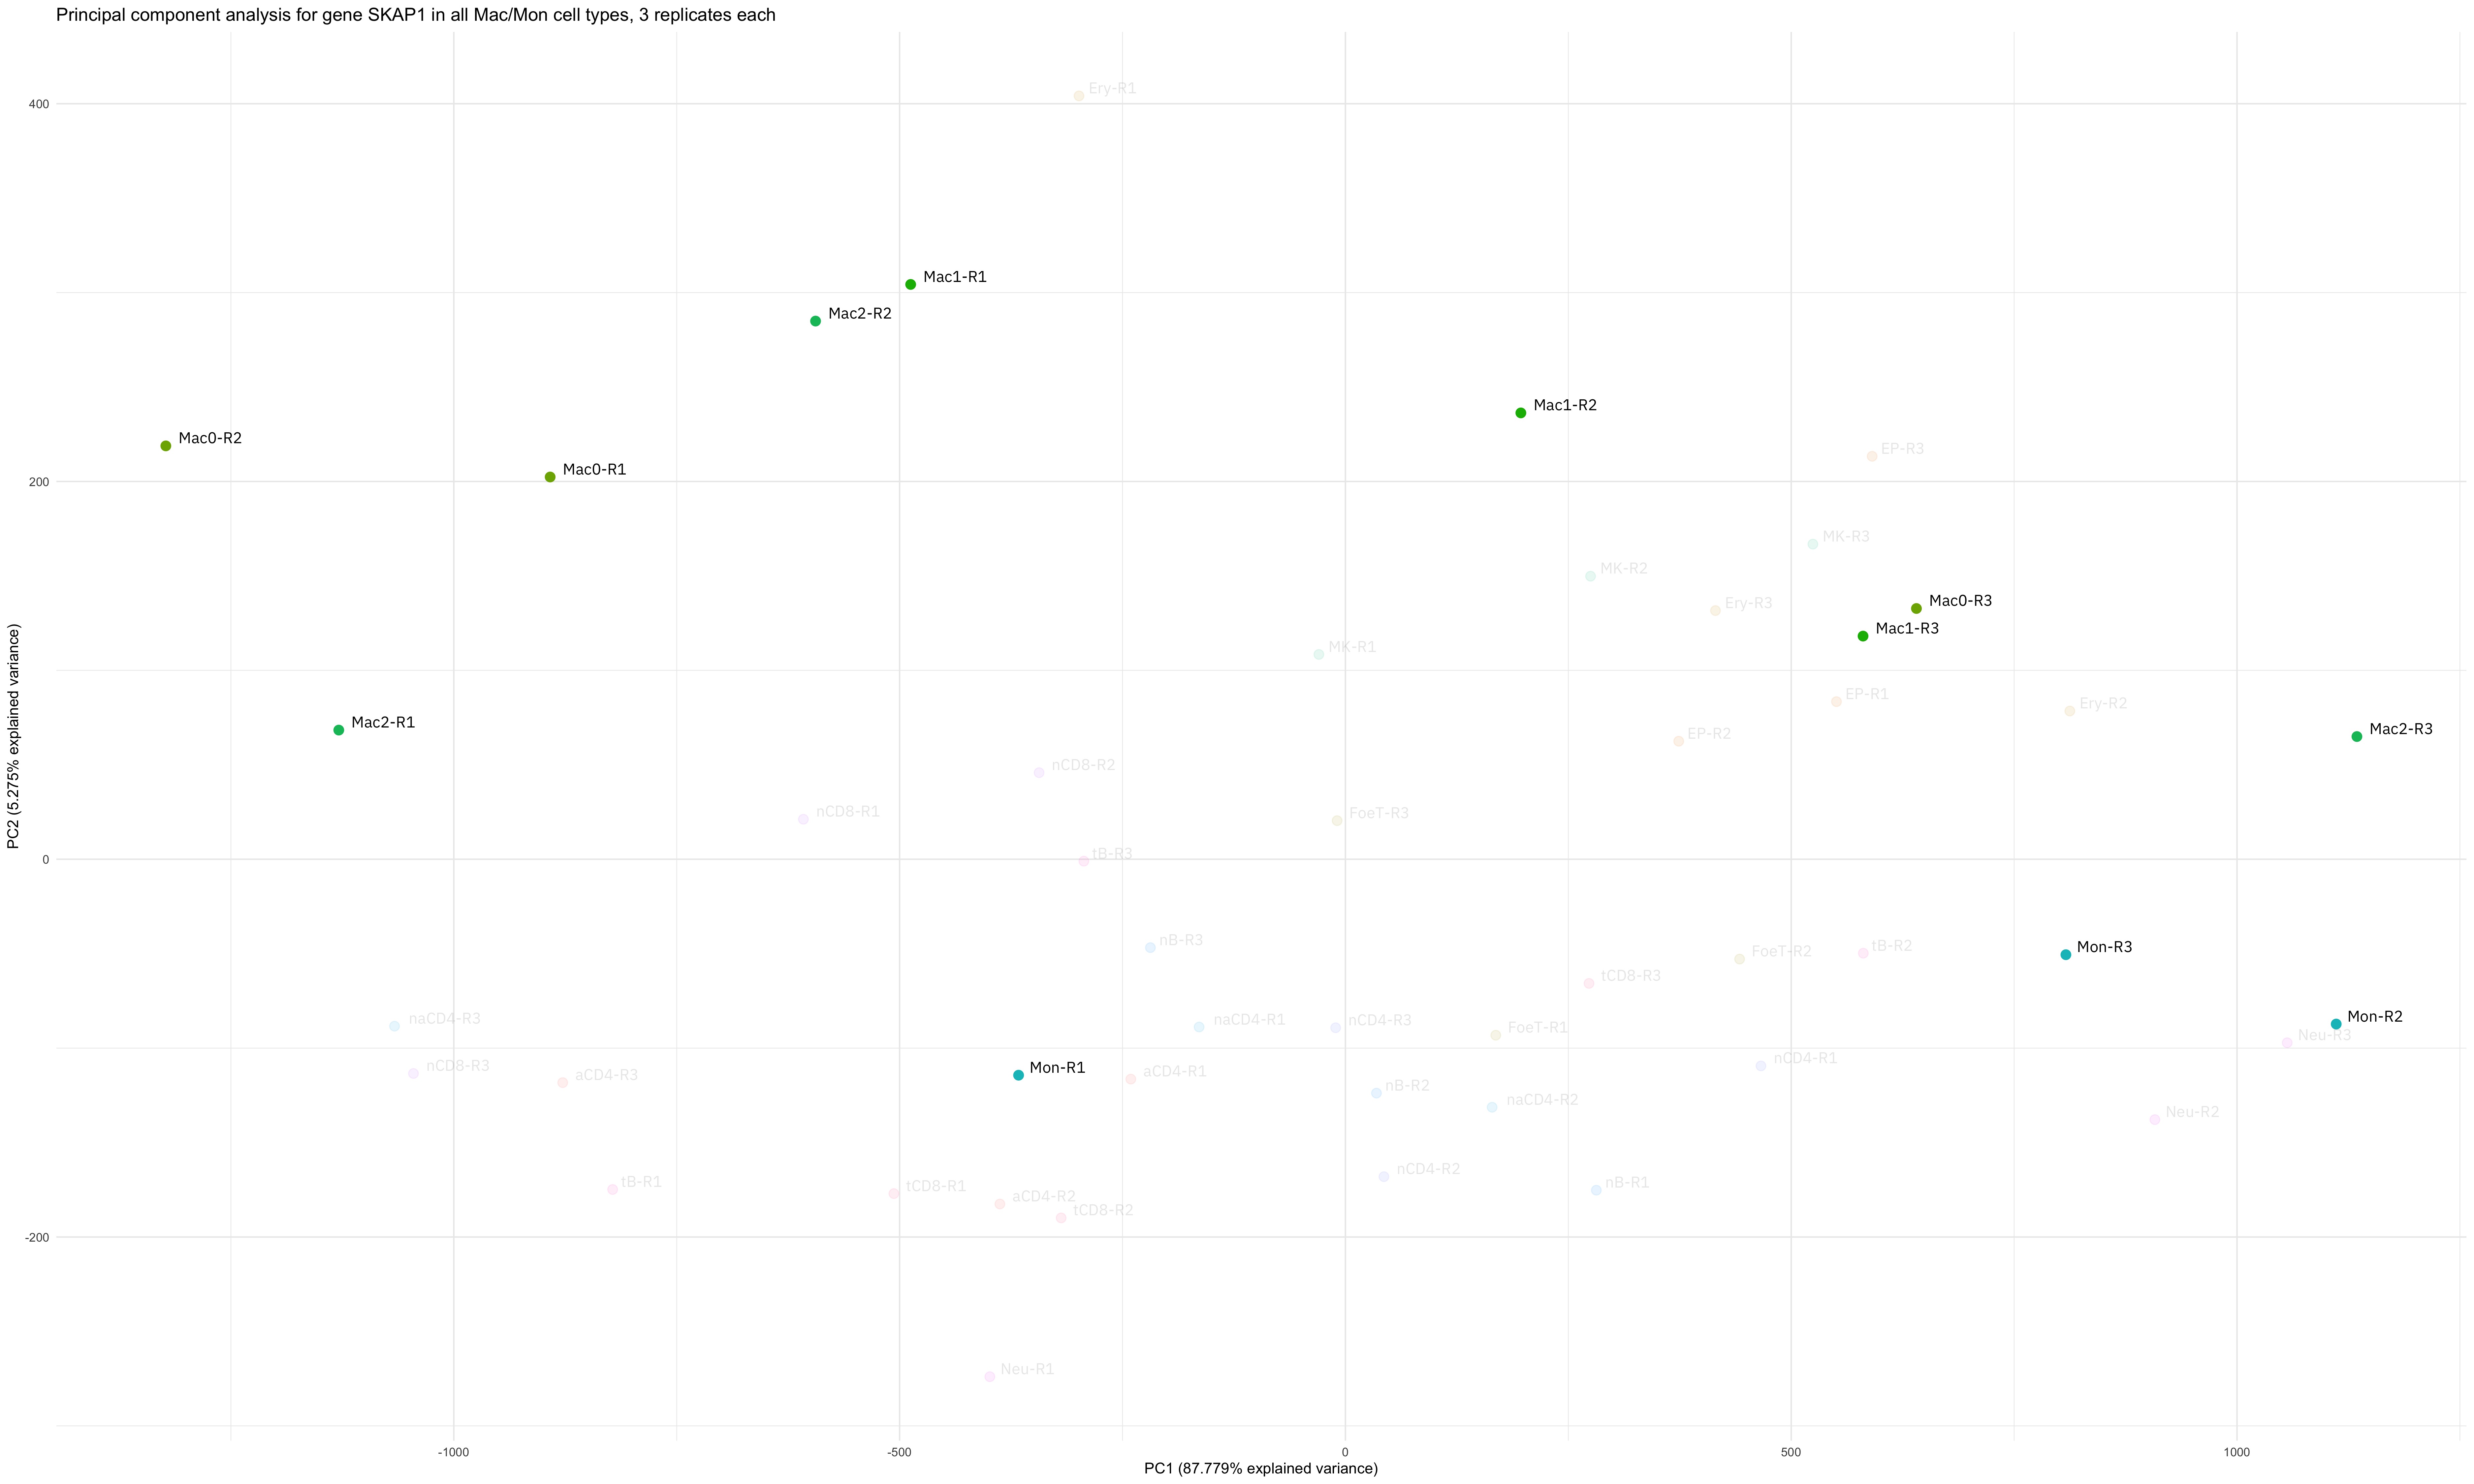 Principal component analysis for gene SKAP1 in all Mac/Mon cell types, 3 replicates each
Ery-R1
400
Mac1-R1
Mac2-R2
Mac1-R2
Mac0-R2
EP-R3
Mac0-R1
200
MK-R3
MK-R2
Mac0-R3
Ery-R3
Mac1-R3
MK-R1
EP-R1
Ery-R2
Mac2-R1
Mac2-R3
EP-R2
nCD8-R2
nCD8-R1
FoeT-R3
tB-R3
0
PC2 (5.275% explained variance)
nB-R3
tB-R2
Mon-R3
FoeT-R2
tCD8-R3
Mon-R2
naCD4-R3
naCD4-R1
nCD4-R3
FoeT-R1
Neu-R3
nCD4-R1
nCD8-R3
Mon-R1
aCD4-R1
aCD4-R3
nB-R2
naCD4-R2
Neu-R2
nCD4-R2
tB-R1
nB-R1
tCD8-R1
aCD4-R2
tCD8-R2
-200
Neu-R1
-1000
-500
0
500
1000
PC1 (87.779% explained variance)